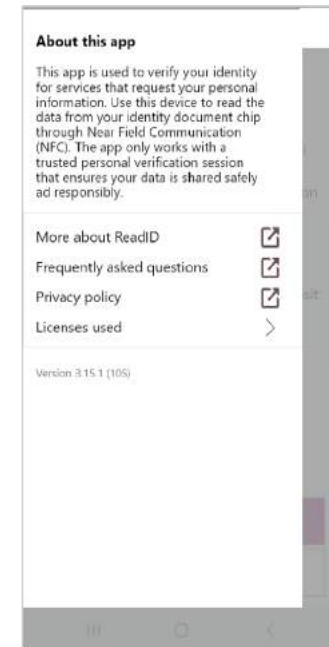 About this app
This app is used to verify your identity
for services that request your personal
information. Use this device to read the
data from your identity document chip
through Near Field Communication
(NFC). The app only works with a
trusted personal verification session
that ensures your data is shared safely
ad responsibly.
More about ReadID
Frequently asked questions
Privacy policy
Licenses used
Version 3.15.1 (105)